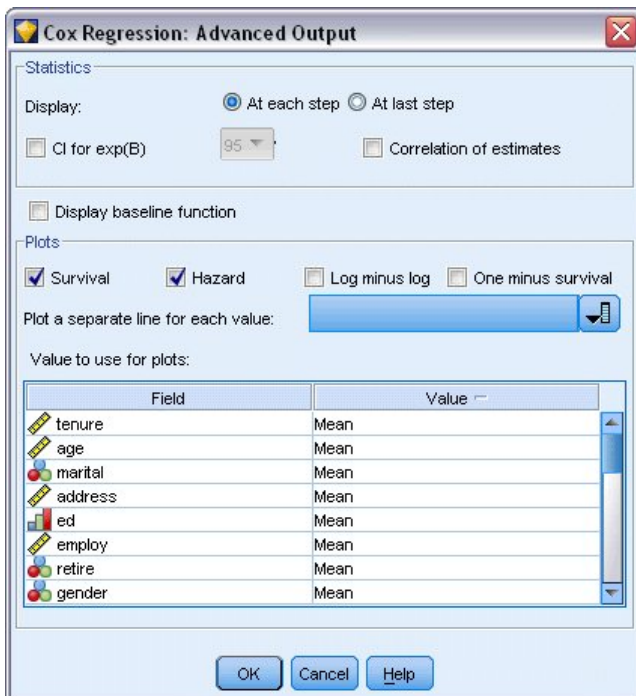 Cox Regression: Advanced Output
Statistics
Display: At each step At last step
CI for exp(B) 95 Correlation of estimates
Display baseline function
Plots
Survival Hazard Log minus log One minus survival
Plot a separate line for each value:
Value to use for plots:
Field Value
tenure Mean
age Mean
marital Mean
address Mean
ed Mean
employ Mean
retire Mean
gender Mean
OK Cancel Help